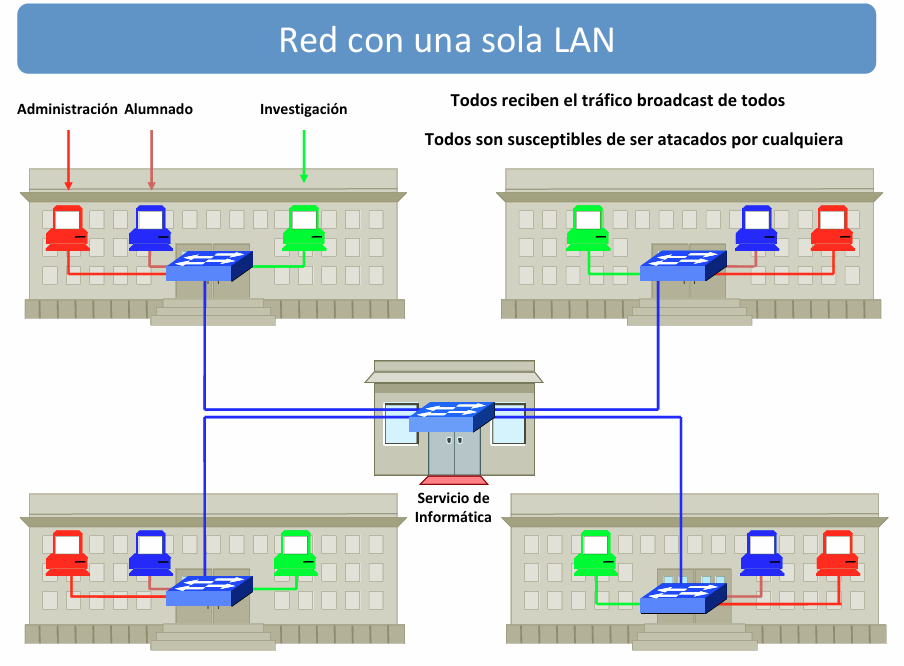 Red con una sola LAN
Administración Alumnado Investigación
Todos reciben el tráfico broadcast de todos
Todos son susceptibles de ser atacados por cualquiera
Servicio de
Informática